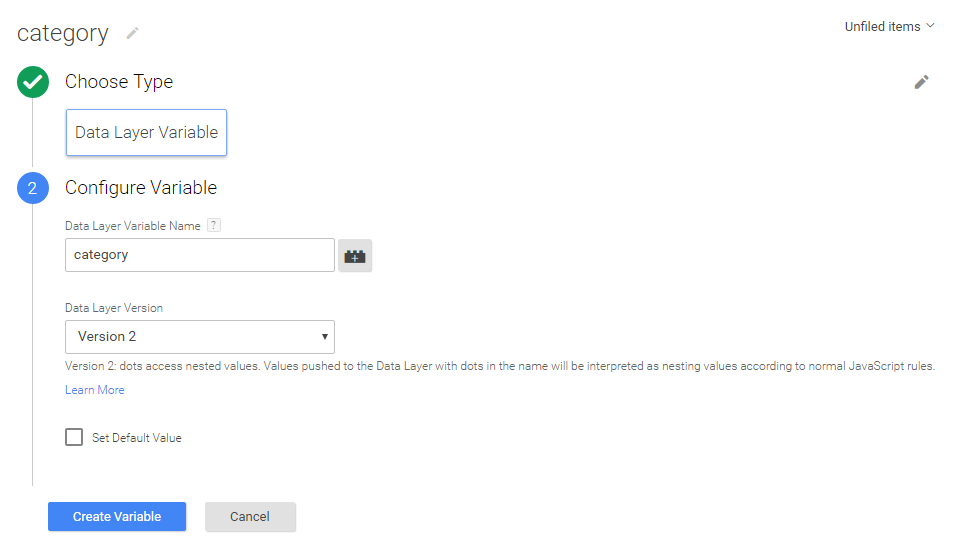 category
Unfiled items
Choose Type
Data Layer Variable
2
Configure Variable
Data Layer Variable Name ?
category
Data Layer Version
Version 2
Version 2: dots access nested values. Values pushed to the Data Layer with dots in the name will be interpreted as nesting values according to normal JavaScript rules.
Learn More
Set Default Value
Create Variable Cancel